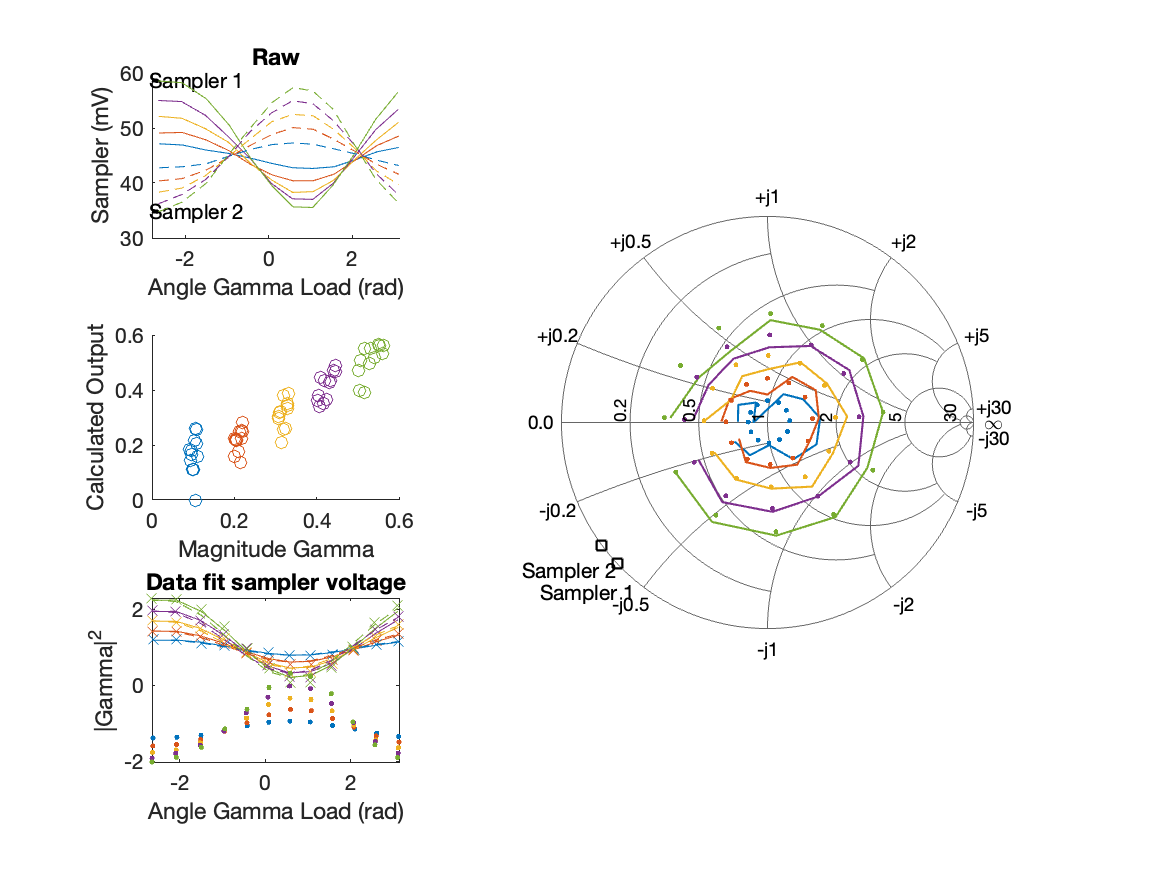 Raw
60
50
40
30
Sampler (mV)
Sampler 1
Sampler 2
-2 0 2
Angle Gamma Load (rad)
0.6
0.4
0.2
0
Calculated Output
0 0.2 0.4 0.6
Magnitude Gamma
Data fit sampler voltage
2
0
-2
|Gamma|2
-2 0 2
Angle Gamma Load (rad)
+j1
+j0.5 +j2
+j0.2 +j5
0.0 0.2 0.5 1 2 5 30 +j30
∞
-j30
-j0.2 -j5
Sampler 2
Sampler 1
-j0.5 -j2
-j1